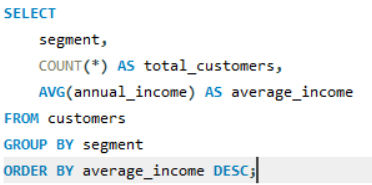 SELECT
    segment,
    COUNT(*) AS total_customers,
    AVG(annual_income) AS average_income
FROM customers
GROUP BY segment
ORDER BY average_income DESC;